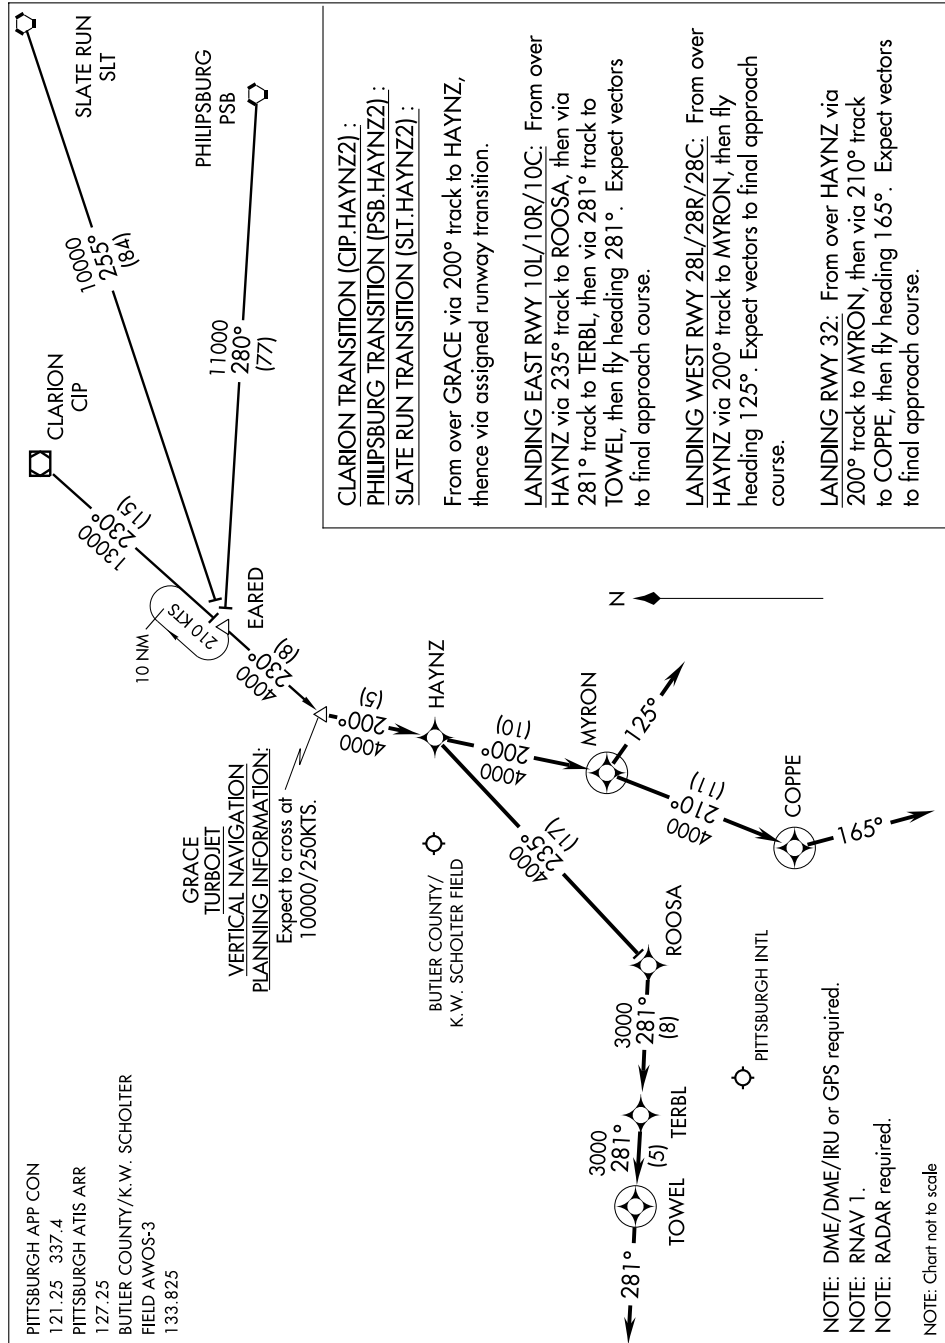 PITTSBURGH APP CON
121.25 337.4
PITTSBURGH ATIS ARR
127.25
BUTLER COUNTY/K.W. SCHOLTER
FIELD AWOS-3
133.825
SLATE RUN
SLT
PHILIPSBURG
PSB
CLARION
CIP
10000
255°
(84)
11000
280°
(77)
13000
230°
(15)
10 NM
210 KTS
EARED
4000
230°
(8)
GRACE
TURBOJET
VERTICAL NAVIGATION
PLANNING INFORMATION:
Expect to cross at
10000/250KTS.
4000
200°
(5)
HAYNZ
4000
200°
(10)
MYRON
125°
4000
210°
(11)
COPPE
165°
4000
235°
(17)
BUTLER COUNTY/
K.W. SCHOLTER FIELD
ROOSA
3000
281°
(8)
TERBL
3000
281°
(5)
TOWEL
281°
PITTSBURGH INTL
N
CLARION TRANSITION (CIP.HAYNZ2) :
PHILIPSBURG TRANSITION (PSB.HAYNZ2) :
SLATE RUN TRANSITION (SLT.HAYNZ2) :
From over GRACE via 200° track to HAYNZ,
thence via assigned runway transition.
LANDING EAST RWY 10L/10R/10C: From over
HAYNZ via 235° track to ROOSA, then via
281° track to TERBL, then via 281° track to
TOWEL, then fly heading 281°. Expect vectors
to final approach course.
LANDING WEST RWY 28L/28R/28C: From over
HAYNZ via 200° track to MYRON, then fly
heading 125°. Expect vectors to final approach
course.
LANDING RWY 32: From over HAYNZ via
200° track to MYRON, then via 210° track
to COPPE, then fly heading 165°. Expect vectors
to final approach course.
NOTE: DME/DME/IRU or GPS required.
NOTE: RNAV 1.
NOTE: RADAR required.
NOTE: Chart not to scale